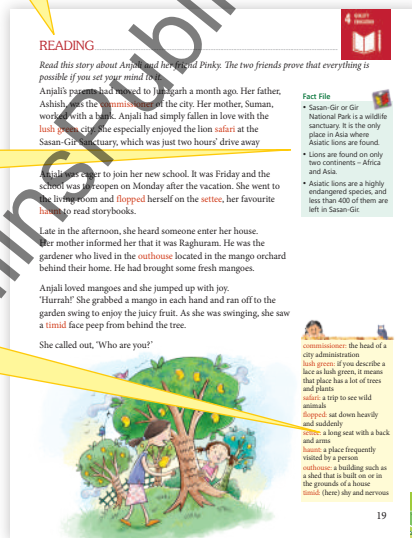 4 QUALITY
EDUCATION
READING
Read this story about Anjali and her friend Pinky. The two friends prove that everything is
possible if you set your mind to it.
Anjali's parents had moved to Junagarh a month ago. Her father,
Ashish, was the commissioner of the city. Her mother, Suman,
worked with a bank. Anjali had simply fallen in love with the
lush green city. She especially enjoyed the lion safari at the
Sasan-Gir Sanctuary, which was just two hours' drive away
Anjali was eager to join her new school. It was Friday and the
school was to reopen on Monday after the vacation. She went to
the living room and flopped herself on the settee, her favourite
haunt to read storybooks.
Late in the afternoon, she heard someone enter her house.
Her mother informed her that it was Raghuram. He was the
gardener who lived in the outhouse located in the mango orchard
behind their home. He had brought some fresh mangoes.
Anjali loved mangoes and she jumped up with joy.
'Hurrah!' She grabbed a mango in each hand and ran off to the
garden swing to enjoy the juicy fruit. As she was swinging, she saw
a timid face peep from behind the tree.
She called out, 'Who are you?'
Fact File
• Sasan-Gir or Gir
National Park is a wildlife
sanctuary. It is the only
place in Asia where
Asiatic lions are found.
• Lions are found on only
two continents – Africa
and Asia.
• Asiatic lions are a highly
endangered species, and
less than 400 of them are
left in Sasan-Gir.
commissioner: the head of a
city administration
lush green: if you describe a
lace as lush green, it means
that place has a lot of trees
and plants
safari: a trip to see wild
animals
flopped: sat down heavily
and suddenly
settee: a long seat with a back
and arms
haunt: a place frequently
visited by a person
outhouse: a building such as
a shed that is built on or in
the grounds of a house
timid: (here) shy and nervous
19